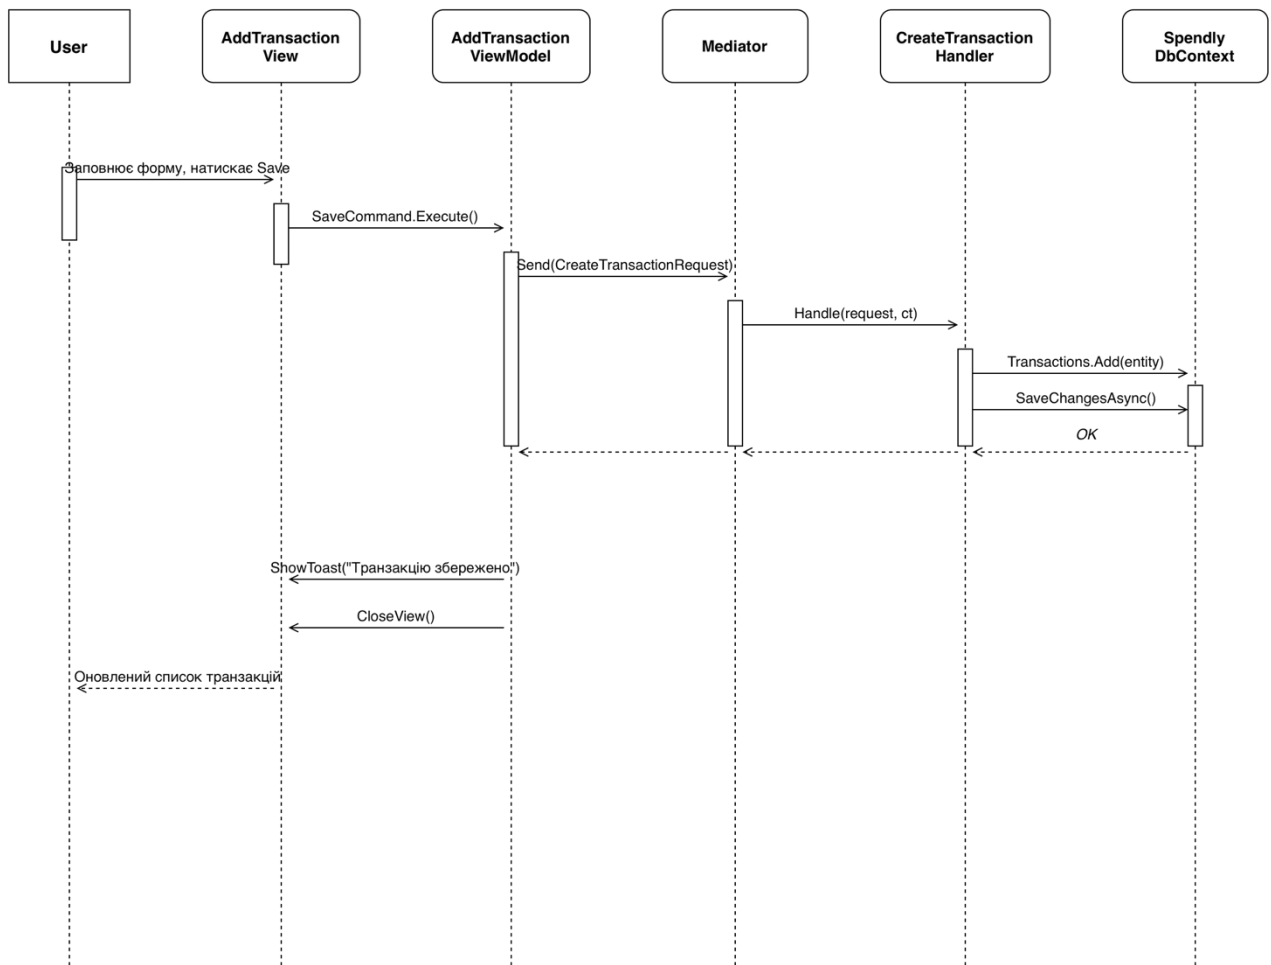 User
AddTransaction
View
AddTransaction
ViewModel
Mediator
CreateTransaction
Handler
Spendly
DbContext
Заповнює форму, натискає Save
SaveCommand.Execute()
Send(CreateTransactionRequest)
Handle(request, ct)
Transactions.Add(entity)
SaveChangesAsync()
OK
ShowToast("Транзакцію збережено")
CloseView()
Оновлений список транзакцій